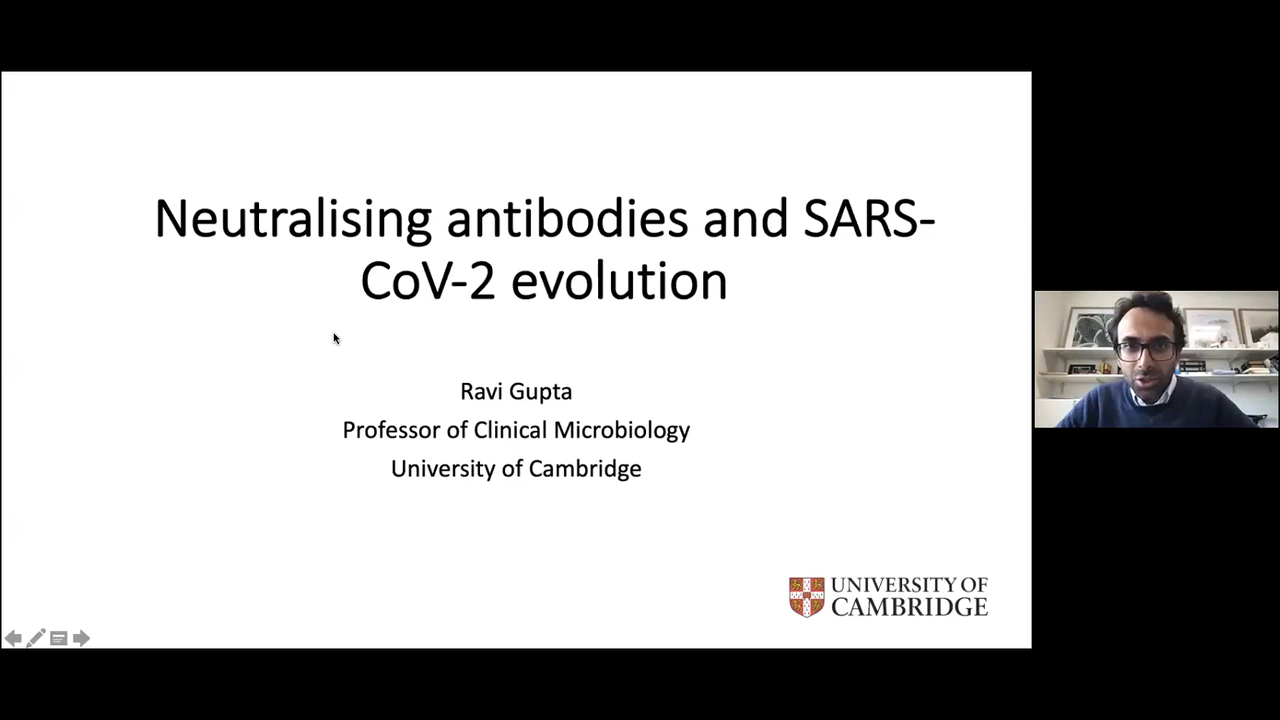 Neutralising antibodies and SARS-
CoV-2 evolution
Ravi Gupta
Professor of Clinical Microbiology
University of Cambridge
UNIVERSITY OF
CAMBRIDGE